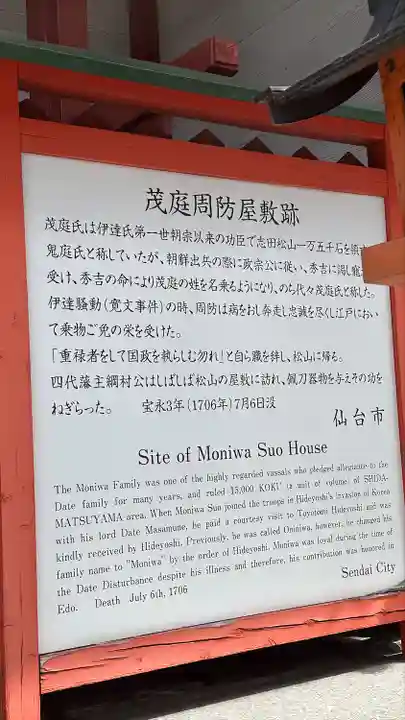 茂庭周防屋敷跡
茂庭氏は伊達氏第一世朝宗以来の功臣で志田松山一万五千石を領
鬼庭氏と称していたが、朝鮮出兵の際に政宗公に従い、秀吉に謁し寵
受け、秀吉の命により茂庭の姓を名乗るようになり、のち代々茂庭氏と称した。
伊達騒動(寛文事件)の時、周防は病をおし奔走し忠誠を尽くし江戸におい
て乗物ご免の栄を受けた。
「重禄者をして国政を執らしむ勿れ」と自ら職を辞し、松山に帰る。
四代藩主綱村公はしばしば松山の屋敷に訪れ、佩刀器物を与えその功を
ねぎらった。 宝永3年(1706年)7月6日没
仙台市
Site of Moniwa Suo House
The Moniwa Family was one of the highly regarded vassals who pledged allegiance to the
Date family for many years, and ruled 15,000 KOKU (a unit of volume) of SHIDA-
MATSUYAMA area. When Moniwa Suo joined the troops in Hideyoshi's invasion of Korea
with his lord Date Masamune, he paid a courtesy visit to Toyotomi Hideyoshi and was
kindly received by Hideyoshi. Previously, he was called Oniniwa, however, he changed his
family name to "Moniwa" by the order of Hideyoshi. Moniwa was loyal during the time of
the Date Disturbance despite his illness and therefore, his contribution was honored in
Edo. Death July 6th, 1706
Sendai City